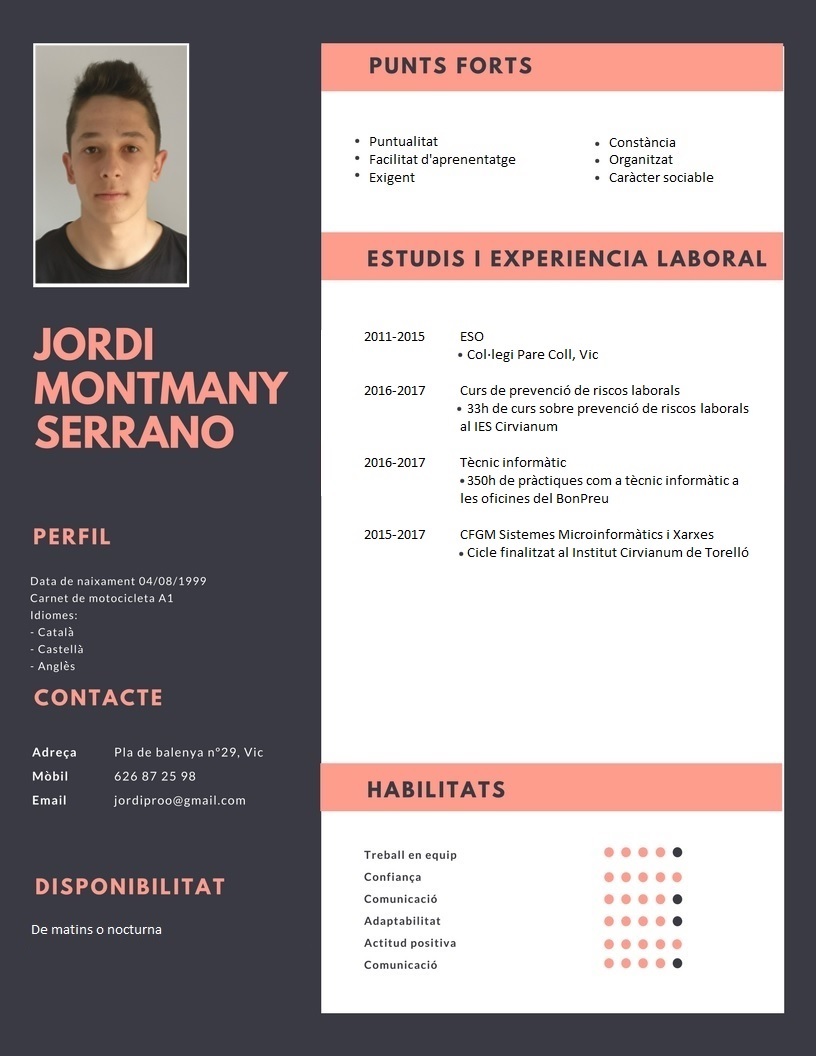 JORDI
MONTMANY
SERRANO
PERFIL
Data de naixament 04/08/1999
Carnet de motocicleta A1
Idiomes:
- Català
- Castellà
- Anglès
CONTACTE
Adreça Pla de balenya nº29, Vic
Mòbil 626 87 25 98
Email jordiproo@gmail.com
DISPONIBILITAT
De matins o nocturna
PUNTS FORTS
• Puntualitat
• Facilitat d'aprenentatge
• Exigent
• Constància
• Organitzat
• Caràcter sociable
ESTUDIS I EXPERIENCIA LABORAL
2011-2015 ESO
• Col·legi Pare Coll, Vic
2016-2017 Curs de prevenció de riscos laborals
• 33h de curs sobre prevenció de riscos laborals
al IES Cirvianum
2016-2017 Tècnic informàtic
•350h de pràctiques com a tècnic informàtic a
les oficines del BonPreu
2015-2017 CFGM Sistemes Microinformàtics i Xarxes
• Cicle finalitzat al Institut Cirvianum de Torelló
HABILITATS
Treball en equip
Confiança
Comunicació
Adaptabilitat
Actitud positiva
Comunicació